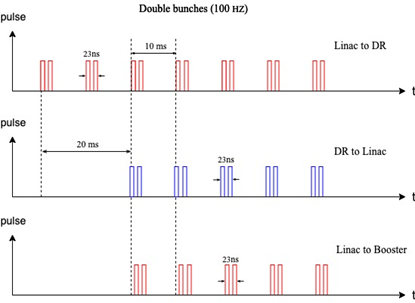 Double bunches (100 HZ)
pulse
23ns
10 ms
Linac to DR
t
pulse
20 ms
23ns
DR to Linac
t
pulse
23ns
Linac to Booster
t